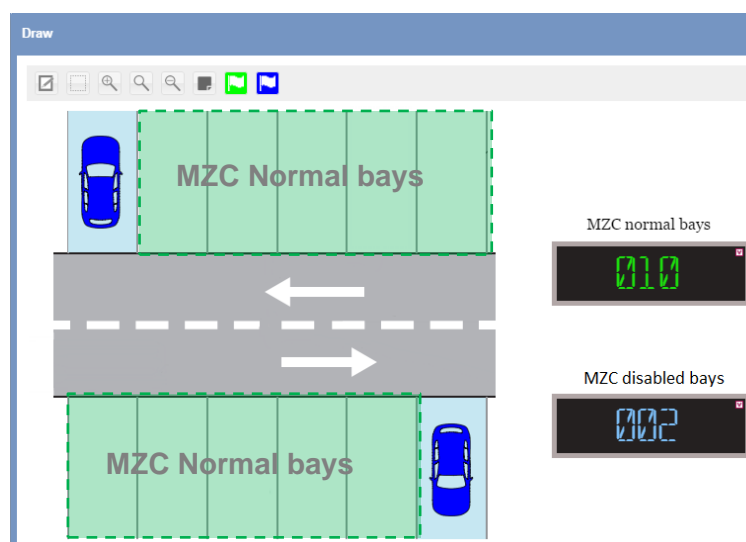 Draw
MZC Normal bays
MZC normal bays
010
MZC disabled bays
002
MZC Normal bays